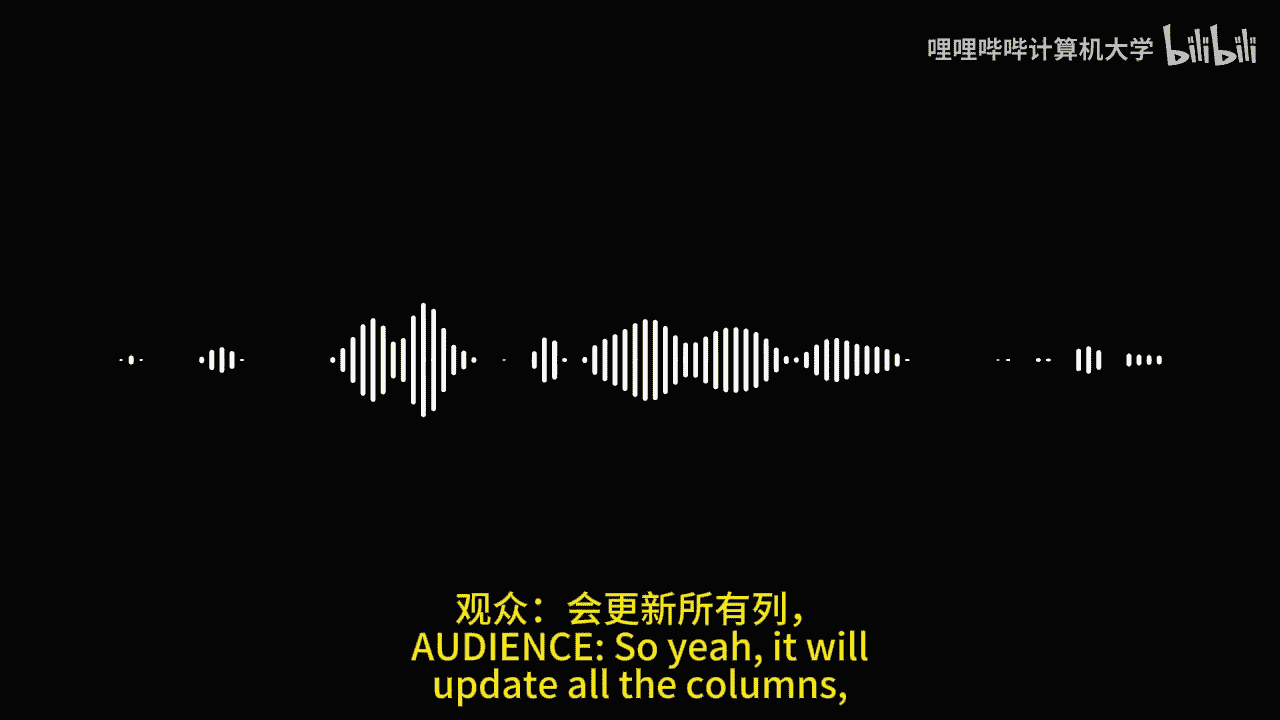 哩哩哔哔计算机大学 bilibili
观众：会更新所有列，
AUDIENCE: So yeah, it will
update all the columns,